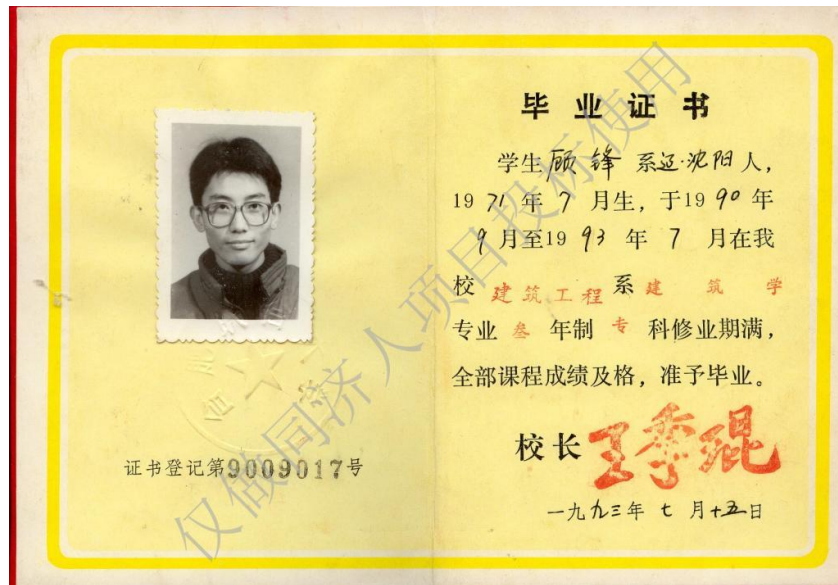 证书登记第9009017号
毕业证书
学生 顾锋 系 辽·沈阳 人，
1971年7月生，于1990年
9月至1993年7月在我
校 建筑工程 系 建筑学
专业 叁 年制 专 科修业期满，
全部课程成绩及格，准予毕业。
校长 王季琨
一九九三年七月十五日
仅做同济人项目投标使用